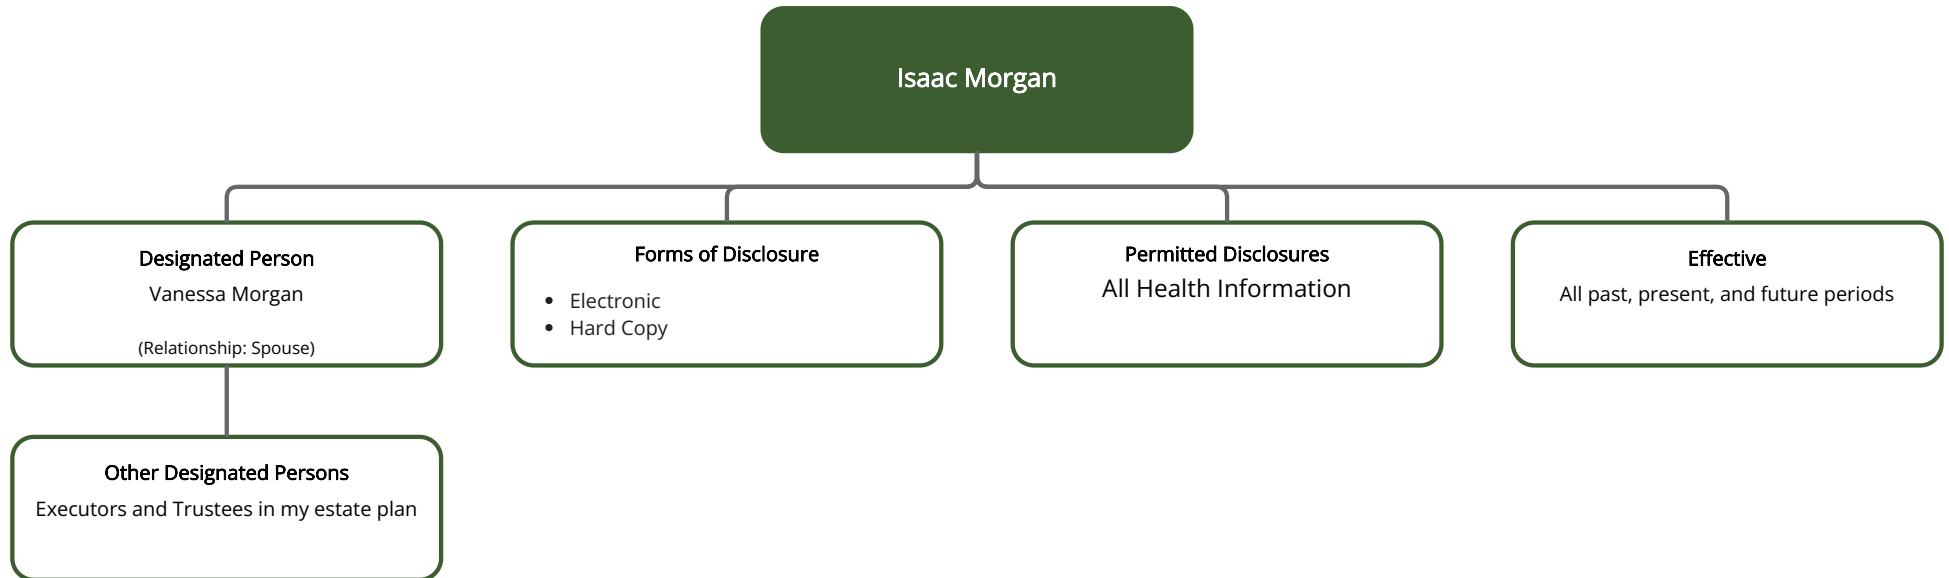 Isaac Morgan
Designated Person
Vanessa Morgan
(Relationship: Spouse)
Forms of Disclosure
• Electronic
• Hard Copy
Permitted Disclosures
All Health Information
Effective
All past, present, and future periods
Other Designated Persons
Executors and Trustees in my estate plan